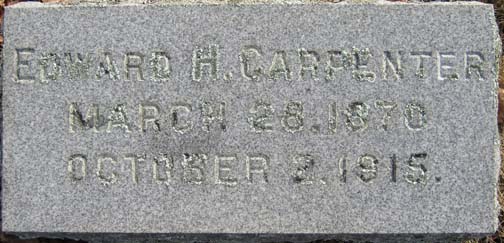 EDWARD H. CARPENTER
MARCH 28, 1870
OCTOBER 2, 1915.